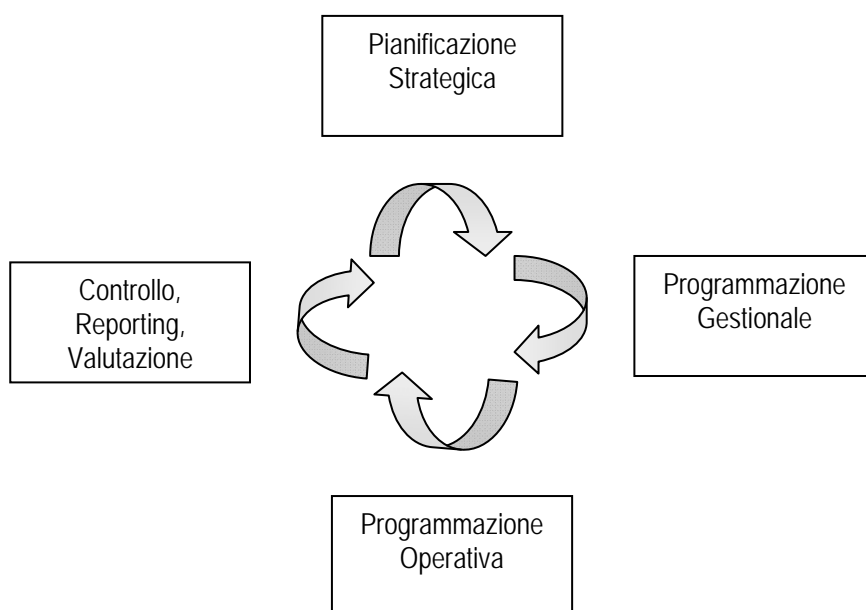 Pianificazione
Strategica
Controllo,
Reporting,
Valutazione
Programmazione
Gestionale
Programmazione
Operativa